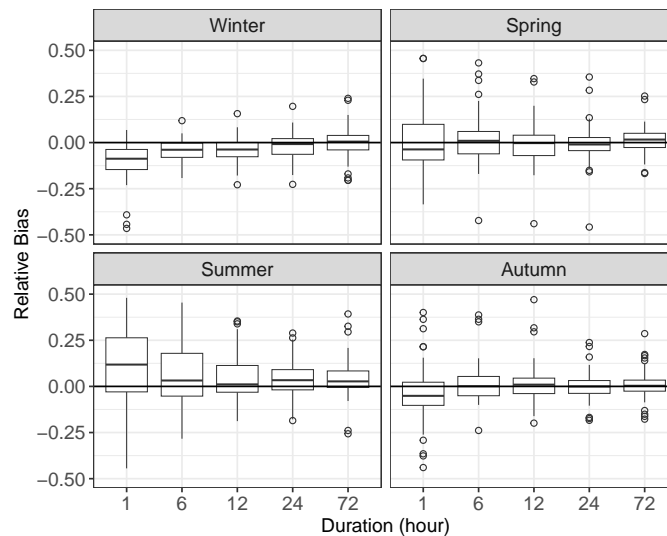 Winter
Spring
0.50
0.25
0.00
−0.25
−0.50
Summer
Autumn
0.50
0.25
0.00
−0.25
−0.50
1 6 12 24 72
1 6 12 24 72
Duration (hour)
Relative Bias